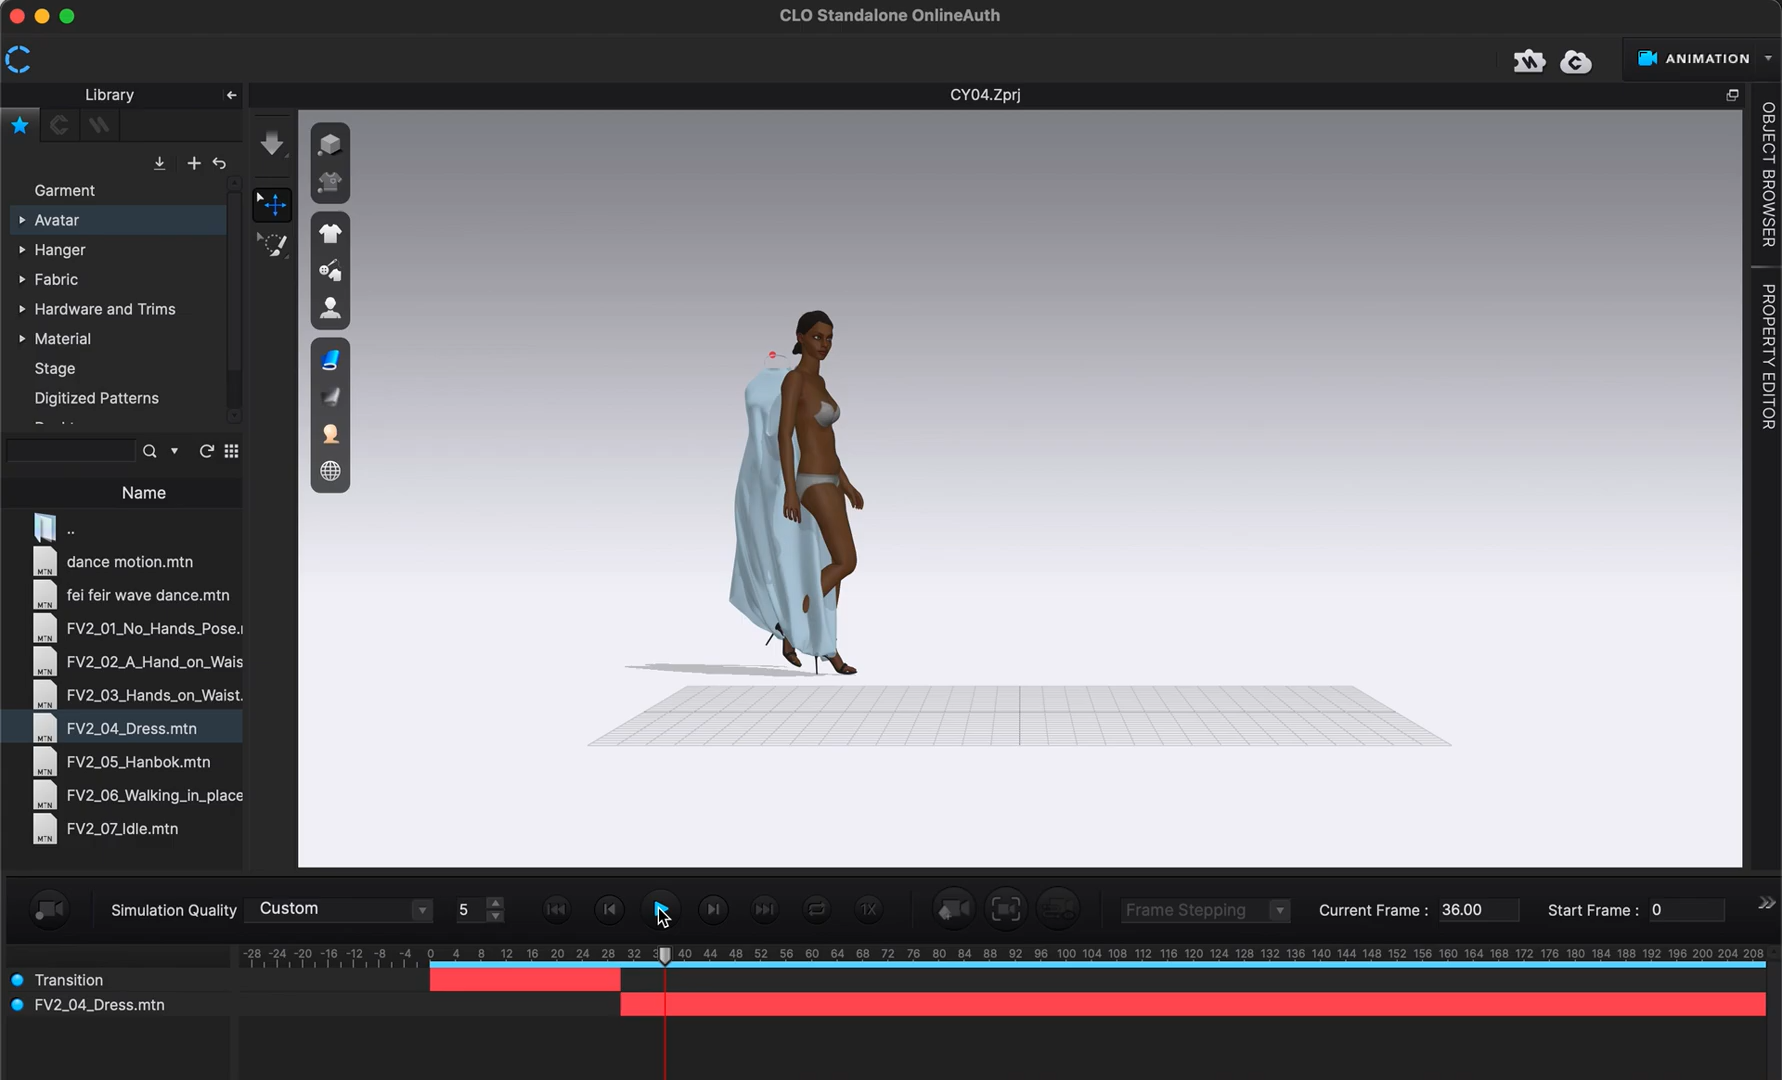 CLO Standalone OnlineAuth
ANIMATION
Library
CY04.Zprj
OBJECT BROWSER
PROPERTY EDITOR
Garment
Avatar
Hanger
Fabric
Hardware and Trims
Material
Stage
Digitized Patterns
Name
..
dance motion.mtn
fei feir wave dance.mtn
FV2_01_No_Hands_Pose.
FV2_02_A_Hand_on_Wais
FV2_03_Hands_on_Waist.
FV2_04_Dress.mtn
FV2_05_Hanbok.mtn
FV2_06_Walking_in_place
FV2_07_Idle.mtn
Simulation Quality Custom 5 1X Frame Stepping Current Frame : 36.00 Start Frame : 0
-28 -24 -20 -16 -12 -8 -4 0 4 8 12 16 20 24 28 32 40 44 48 52 56 60 64 68 72 76 80 84 88 92 96 100 104 108 112 116 120 124 128 132 136 140 144 148 152 156 160 164 168 172 176 180 184 188 192 196 200 204 208
Transition
FV2_04_Dress.mtn